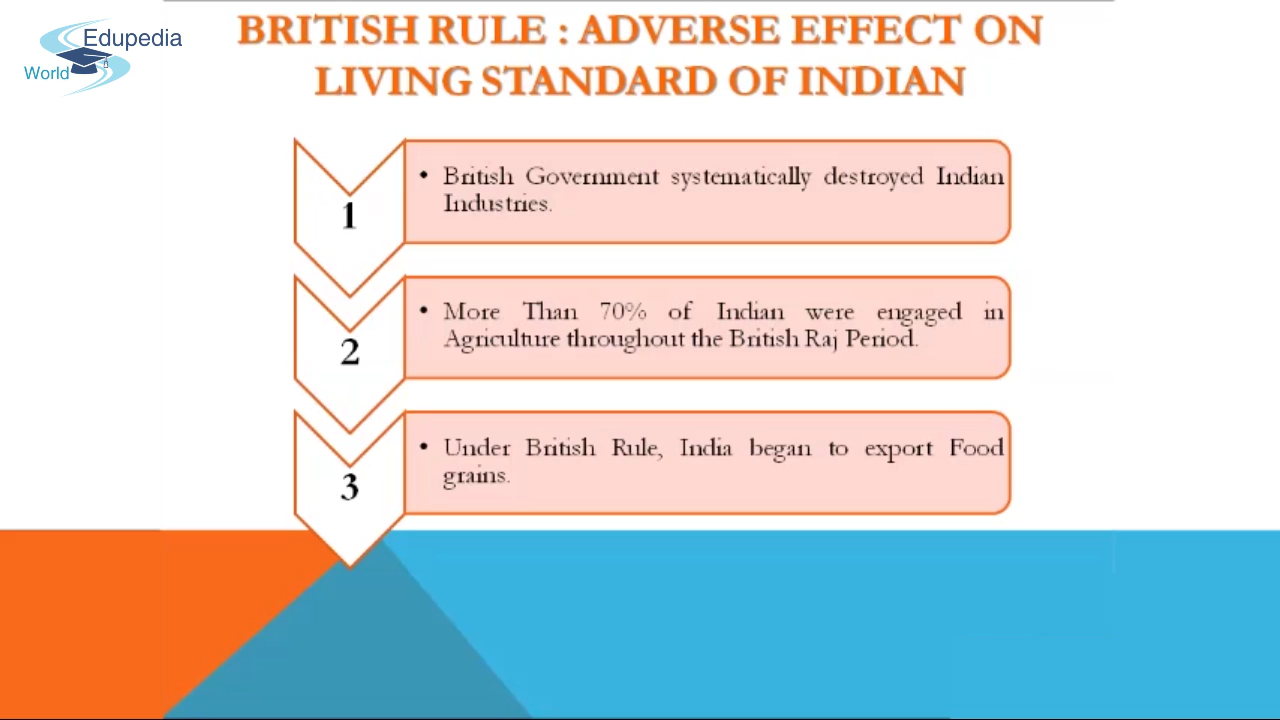 Edupedia
World
BRITISH RULE : ADVERSE EFFECT ON
LIVING STANDARD OF INDIAN
1
• British Government systematically destroyed Indian
Industries.
2
• More Than 70% of Indian were engaged in
Agriculture throughout the British Raj Period.
3
• Under British Rule, India began to export Food
grains.